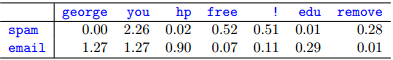 george you hp free ! edu remove
spam 0.00 2.26 0.02 0.52 0.51 0.01 0.28
email 1.27 1.27 0.90 0.07 0.11 0.29 0.01